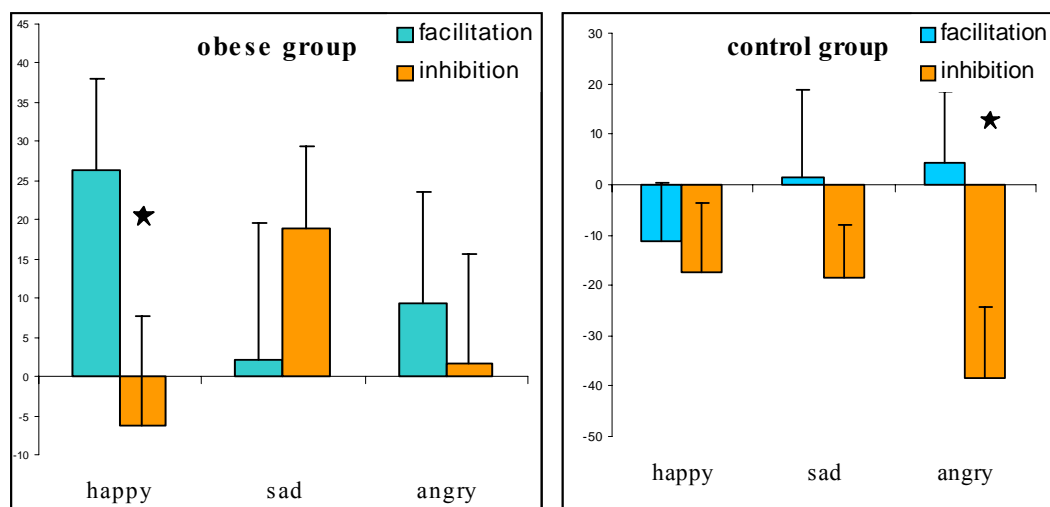 obese group
facilitation
inhibition
45
40
35
30
25
20
15
10
5
0
-5
-10
happy sad angry
control group
facilitation
inhibition
30
20
10
0
-10
-20
-30
-40
-50
happy sad angry